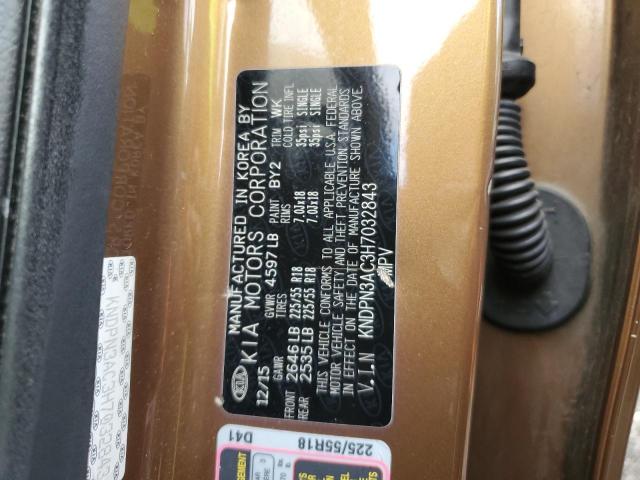 MANUFACTURED IN KOREA BY
KIA MOTORS CORPORATION
12/15 GVWR 4597LB PAINT BY2 TRIM WK
GAWR TIRES RIMS COLD TIRE INFL
FRONT 2646LB 225/55 R18 7.0Jx18 35psi SINGLE
REAR 2535LB 225/55 R18 7.0Jx18 35psi SINGLE
THIS VEHICLE CONFORMS TO ALL APPLICABLE U.S.A. FEDERAL
MOTOR VEHICLE SAFETY AND THEFT PREVENTION STANDARDS
IN EFFECT ON THE DATE OF MANUFACTURE SHOWN ABOVE.
V.I.N KNDPN3AC3H7032843
MPV
KIA
D41
225/55R18